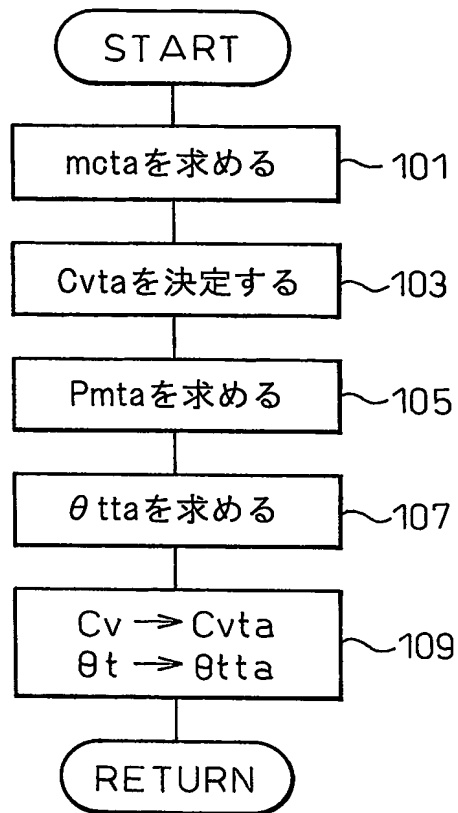 START
mctaを求める
101
Cvtaを決定する
103
Pmtaを求める
105
θttaを求める
107
Cv→Cvta
θt→θtta
109
RETURN